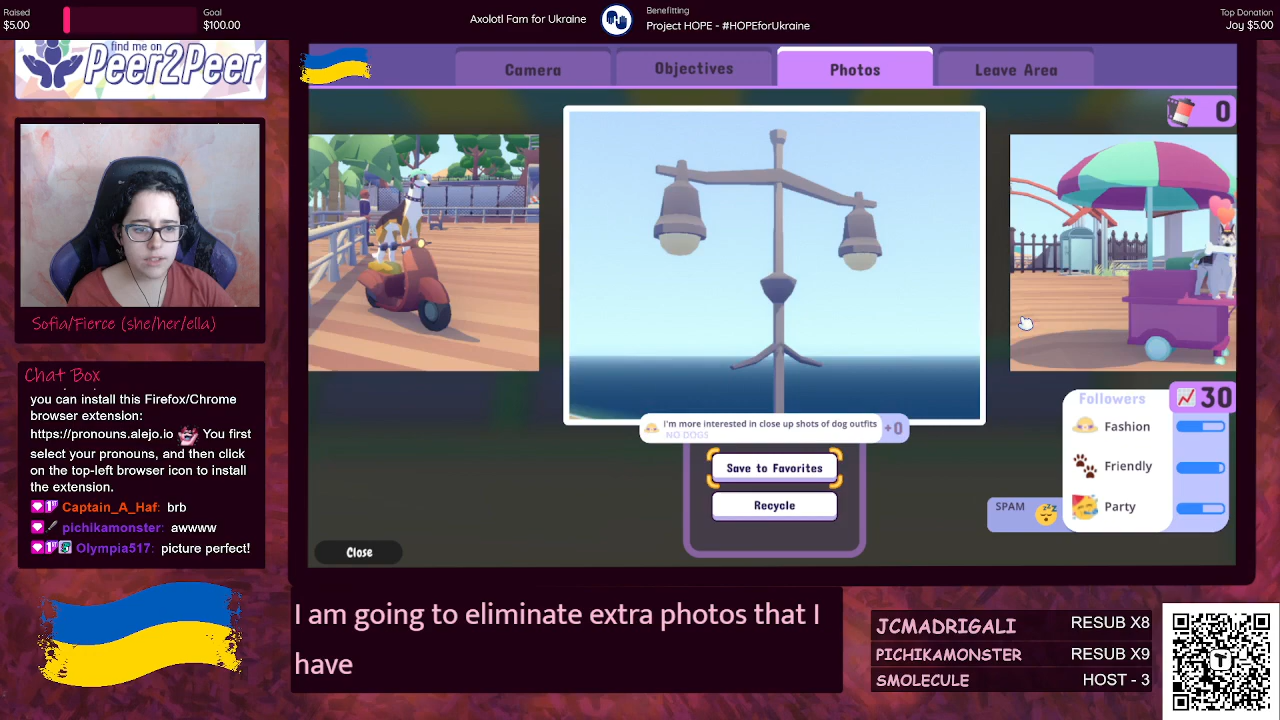 Raised
$5.00
Goal
$100.00
Axolotl Fam for Ukraine
Benefitting
Project HOPE - #HOPEforUkraine
Top Donation
Joy $5.00
find me on
Peer2Peer
Camera
Objectives
Photos
Leave Area
0
Sofia/Fierce (she/her/ella)
Chat Box
you can install this Firefox/Chrome
browser extension:
https://pronouns.alejo.io You first
select your pronouns, and then click
on the top-left browser icon to install
the extension.
Captain_A_Haf: brb
pichikamonster: awwww
Olympia517: picture perfect!
I'm more interested in close up shots of dog outfits
NO DOGS
+0
Save to Favorites
Recycle
Close
Followers
30
Fashion
Friendly
Party
SPAM
I am going to eliminate extra photos that I
have
JCMADRIGALI RESUB X8
PICHIKAMONSTER RESUB X9
SMOLECULE HOST - 3